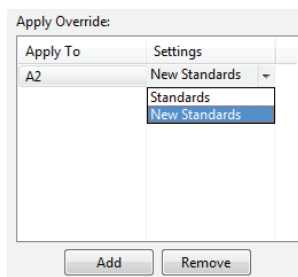 Apply Override:
Apply To Settings
A2 New Standards
Standards
New Standards
Add Remove